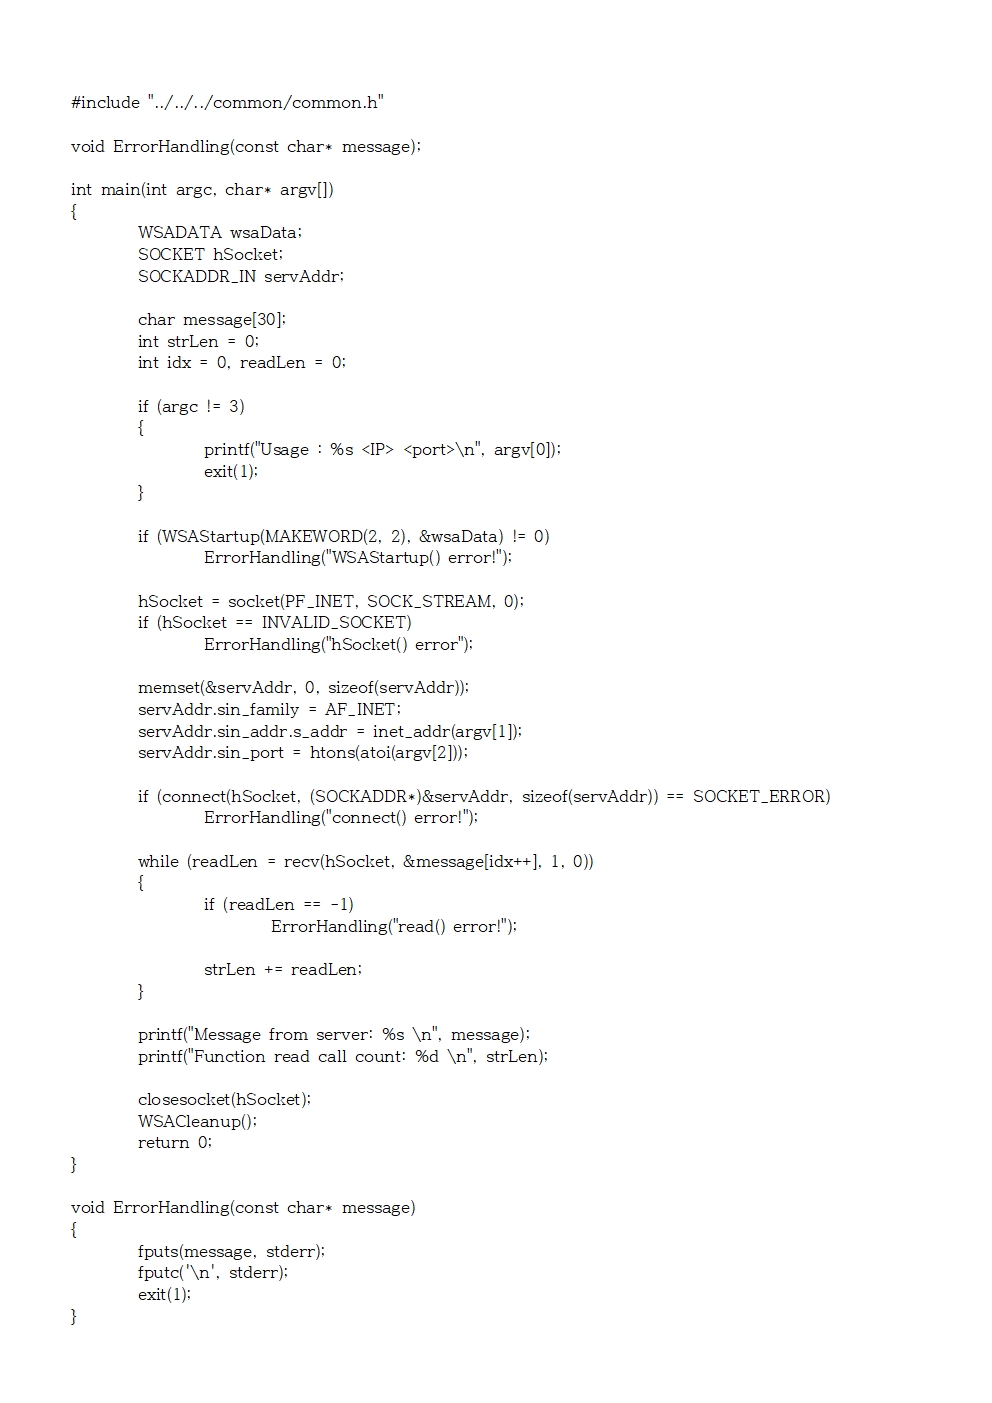 #include "../../../common/common.h"
void ErrorHandling(const char* message);
int main(int argc, char* argv[])
{
WSADATA wsaData;
SOCKET hSocket;
SOCKADDR_IN servAddr;
char message[30];
int strLen = 0;
int idx = 0, readLen = 0;
if (argc != 3)
{
printf("Usage : %s <IP> <port>\n", argv[0]);
exit(1);
}
if (WSAStartup(MAKEWORD(2, 2), &wsaData) != 0)
ErrorHandling("WSAStartup() error!");
hSocket = socket(PF_INET, SOCK_STREAM, 0);
if (hSocket == INVALID_SOCKET)
ErrorHandling("hSocket() error");
memset(&servAddr, 0, sizeof(servAddr));
servAddr.sin_family = AF_INET;
servAddr.sin_addr.s_addr = inet_addr(argv[1]);
servAddr.sin_port = htons(atoi(argv[2]));
if (connect(hSocket, (SOCKADDR*)&servAddr, sizeof(servAddr)) == SOCKET_ERROR)
ErrorHandling("connect() error!");
while (readLen = recv(hSocket, &message[idx++], 1, 0))
{
if (readLen == -1)
ErrorHandling("read() error!");
strLen += readLen;
}
printf("Message from server: %s \n", message);
printf("Function read call count: %d \n", strLen);
closesocket(hSocket);
WSACleanup();
return 0;
}
void ErrorHandling(const char* message)
{
fputs(message, stderr);
fputc('\n', stderr);
exit(1);
}